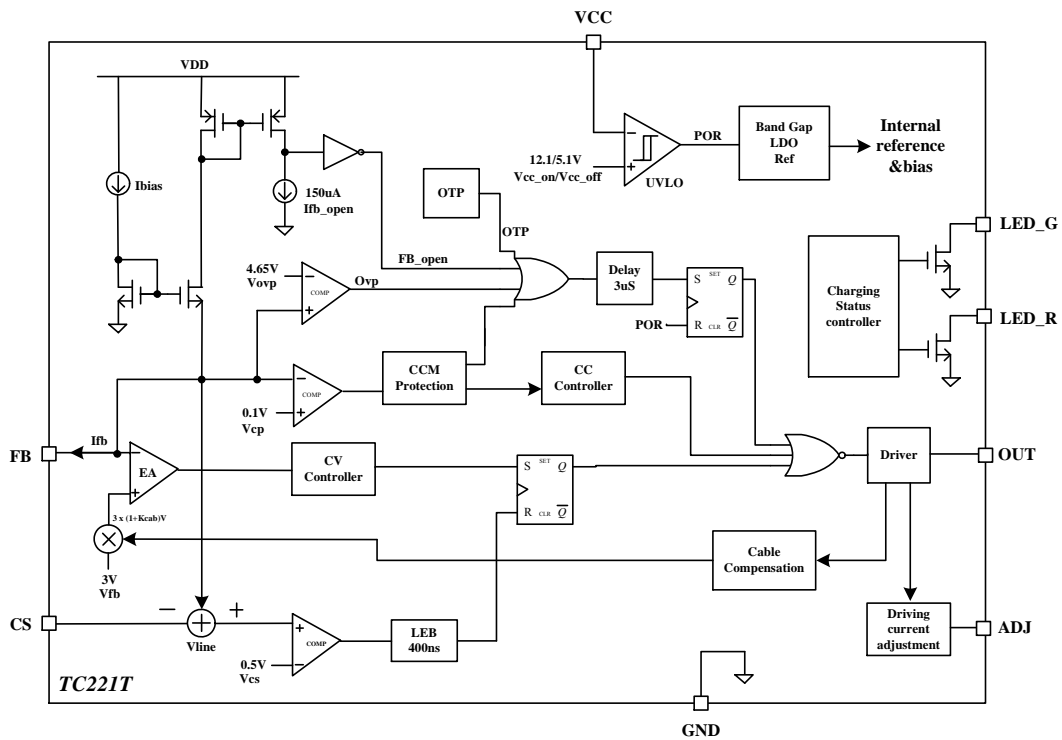 VCC
VDD
Ibias
150uA
Ifb_open
12.1/5.1V
Vcc_on/Vcc_off
−
+
UVLO
POR
Band Gap
LDO
Ref
Internal
reference
&bias
OTP
OTP
FB_open
4.65V
Vovp
−
+
COMP
Ovp
Delay
3uS
S SET Q
R CLR Q
POR
Charging
Status
controller
LED_G
LED_R
0.1V
Vcp
−
+
COMP
CCM
Protection
CC
Controller
FB
Ifb
−
+
EA
CV
Controller
S SET Q
R CLR Q
Driver
OUT
3 x (1+Kcab)V
3V
Vfb
Cable
Compensation
CS
−
+
Vline
0.5V
Vcs
+
−
COMP
LEB
400ns
Driving
current
adjustment
ADJ
TC221T
GND